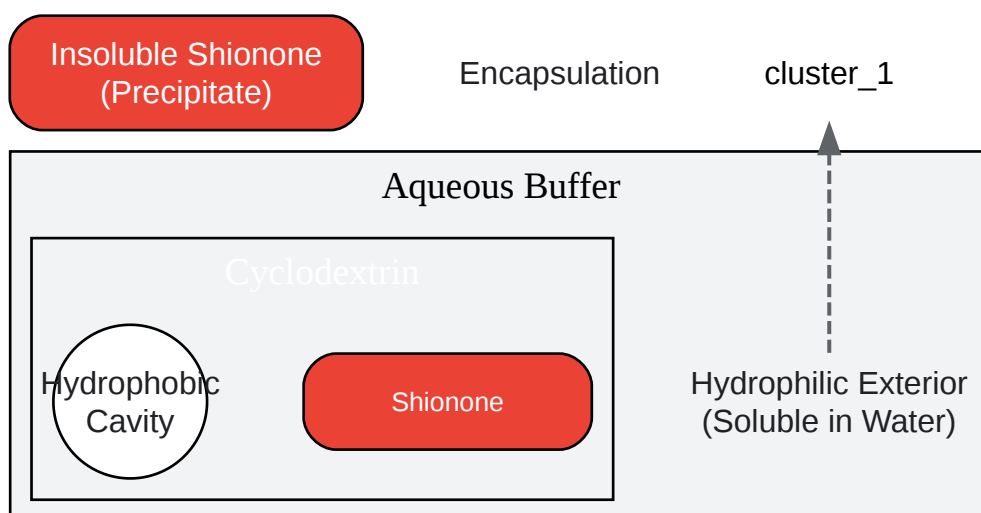 Insoluble Shionone
(Precipitate)
Encapsulation
cluster_1
Aqueous Buffer
Cyclodextrin
Hydrophobic
Cavity
Shionone
Hydrophilic Exterior
(Soluble in Water)